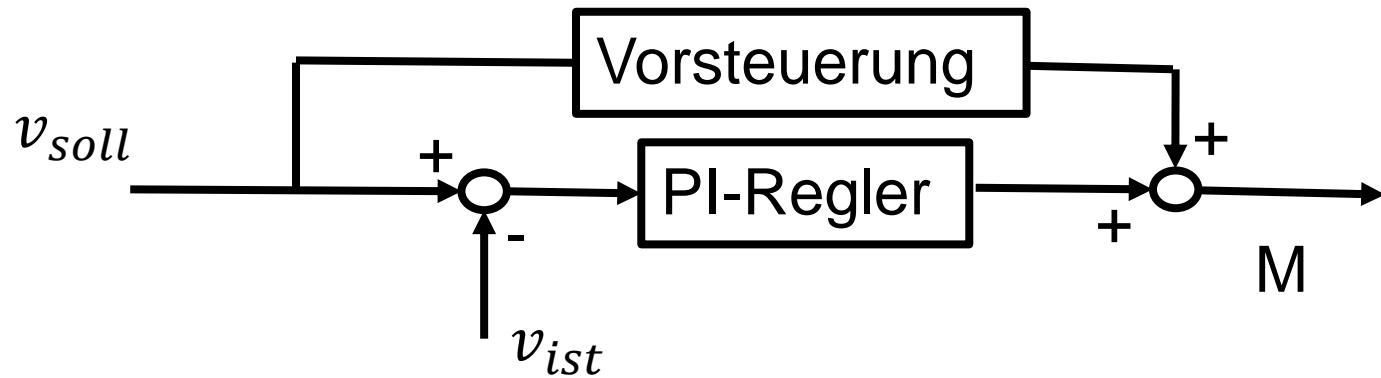 Vorsteuerung
v_soll
+
+
PI-Regler
-
+
M
v_ist